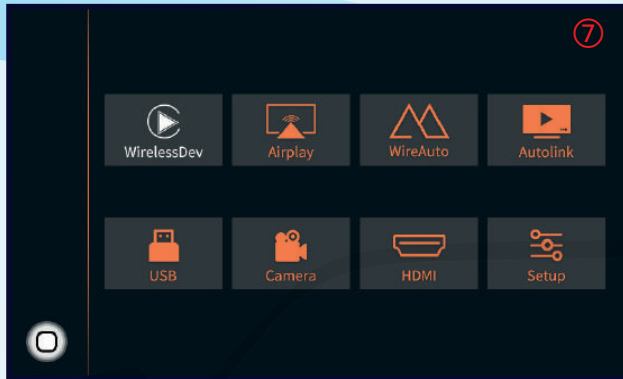 ⑦
WirelessDev
Airplay
WireAuto
Autolink
USB
Camera
HDMI
Setup